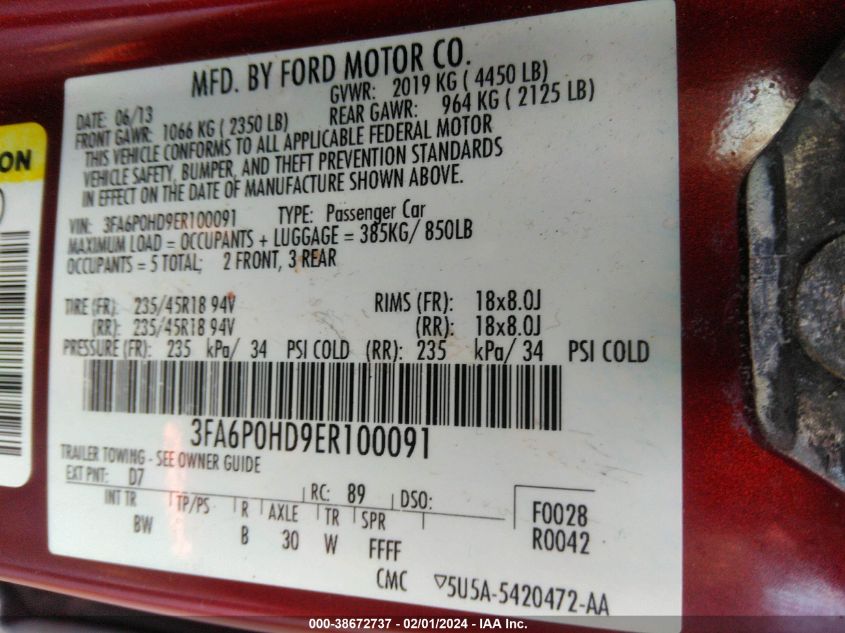 MFD. BY FORD MOTOR CO.
DATE: 06/13 GVWR: 2019 KG ( 4450 LB)
FRONT GAWR: 1066 KG ( 2350 LB) REAR GAWR: 964 KG ( 2125 LB)
THIS VEHICLE CONFORMS TO ALL APPLICABLE FEDERAL MOTOR
VEHICLE SAFETY, BUMPER, AND THEFT PREVENTION STANDARDS
IN EFFECT ON THE DATE OF MANUFACTURE SHOWN ABOVE.
VIN: 3FA6P0HD9ER100091 TYPE: Passenger Car
MAXIMUM LOAD = OCCUPANTS + LUGGAGE = 385KG/ 850LB
OCCUPANTS = 5 TOTAL; 2 FRONT, 3 REAR
TIRE (FR): 235/45R18 94V RIMS (FR): 18x8.0J
(RR): 235/45R18 94V (RR): 18x8.0J
PRESSURE (FR): 235 kPa/ 34 PSI COLD (RR): 235 kPa/ 34 PSI COLD
3FA6P0HD9ER100091
TRAILER TOWING - SEE OWNER GUIDE
EXT PNT: D7 RC: 89 DSO:
INT TR TP/PS R AXLE TR SPR F0028
BW B 30 W FFFF R0042
CMC 5U5A-5420472-AA
ON
000-38672737 - 02/01/2024 - IAA Inc.